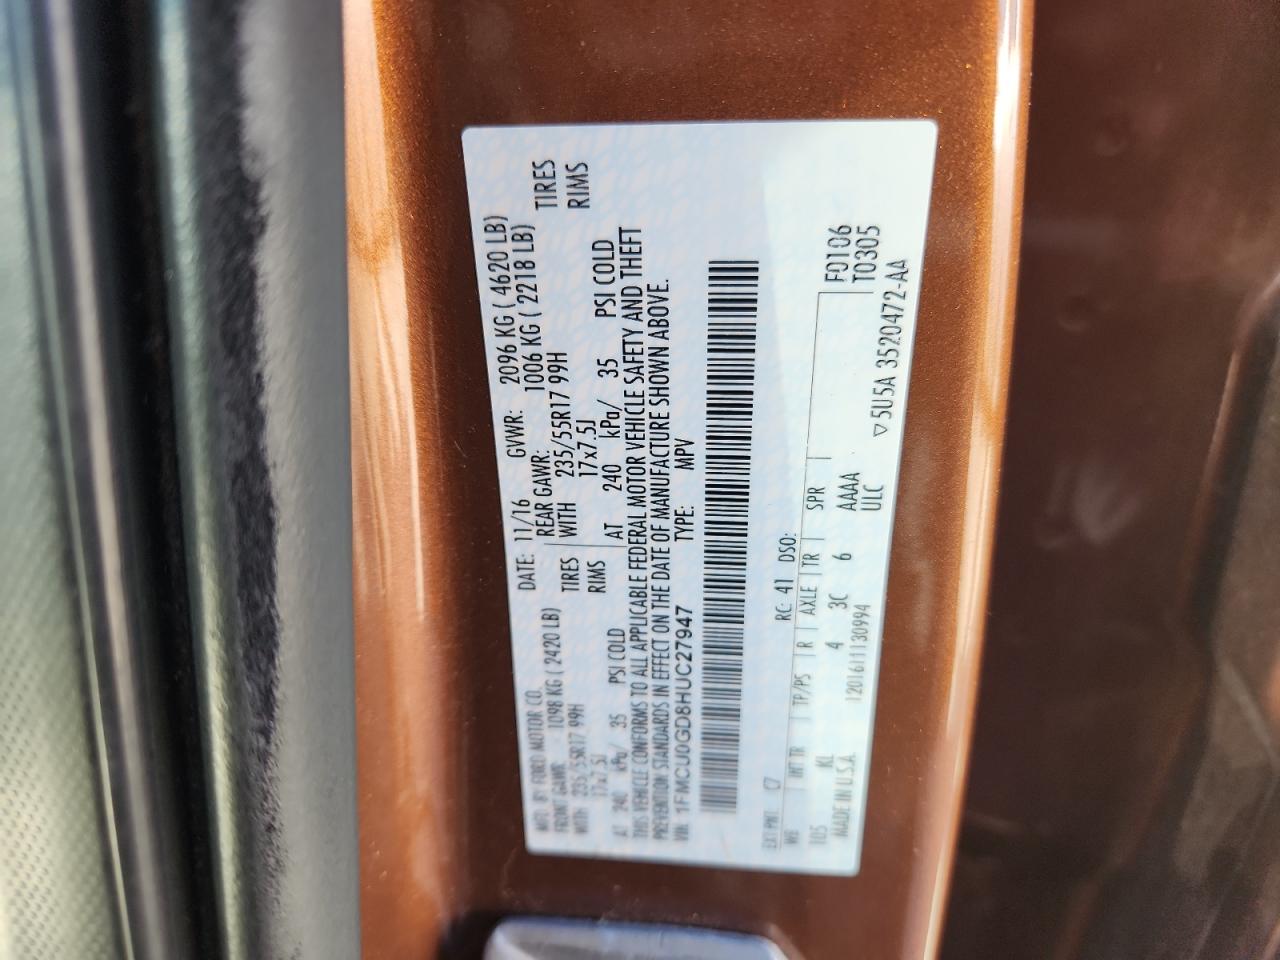 MFD. BY FORD MOTOR CO. DATE: 11/16 GVWR: 2096 KG ( 4620 LB)
FRONT GAWR: 1098 KG ( 2420 LB) REAR GAWR: 1006 KG ( 2218 LB)
WITH 235/55R17 99H TIRES WITH 235/55R17 99H TIRES
17x7.5J RIMS 17x7.5J RIMS
AT 240 kPa/ 35 PSI COLD AT 240 kPa/ 35 PSI COLD
THIS VEHICLE CONFORMS TO ALL APPLICABLE FEDERAL MOTOR VEHICLE SAFETY AND THEFT
PREVENTION STANDARDS IN EFFECT ON THE DATE OF MANUFACTURE SHOWN ABOVE.
VIN: 1FMCU0GD8HUC27947 TYPE: MPV
EXT PNT: RC: 41 DSO:
WB INT TR TP/PS R AXLE TR SPR F0106
105 KL 4 3C 6 AAAA T0305
MADE IN U.S.A. 1201611130994 ULC
▽5U5A 3520472-AA